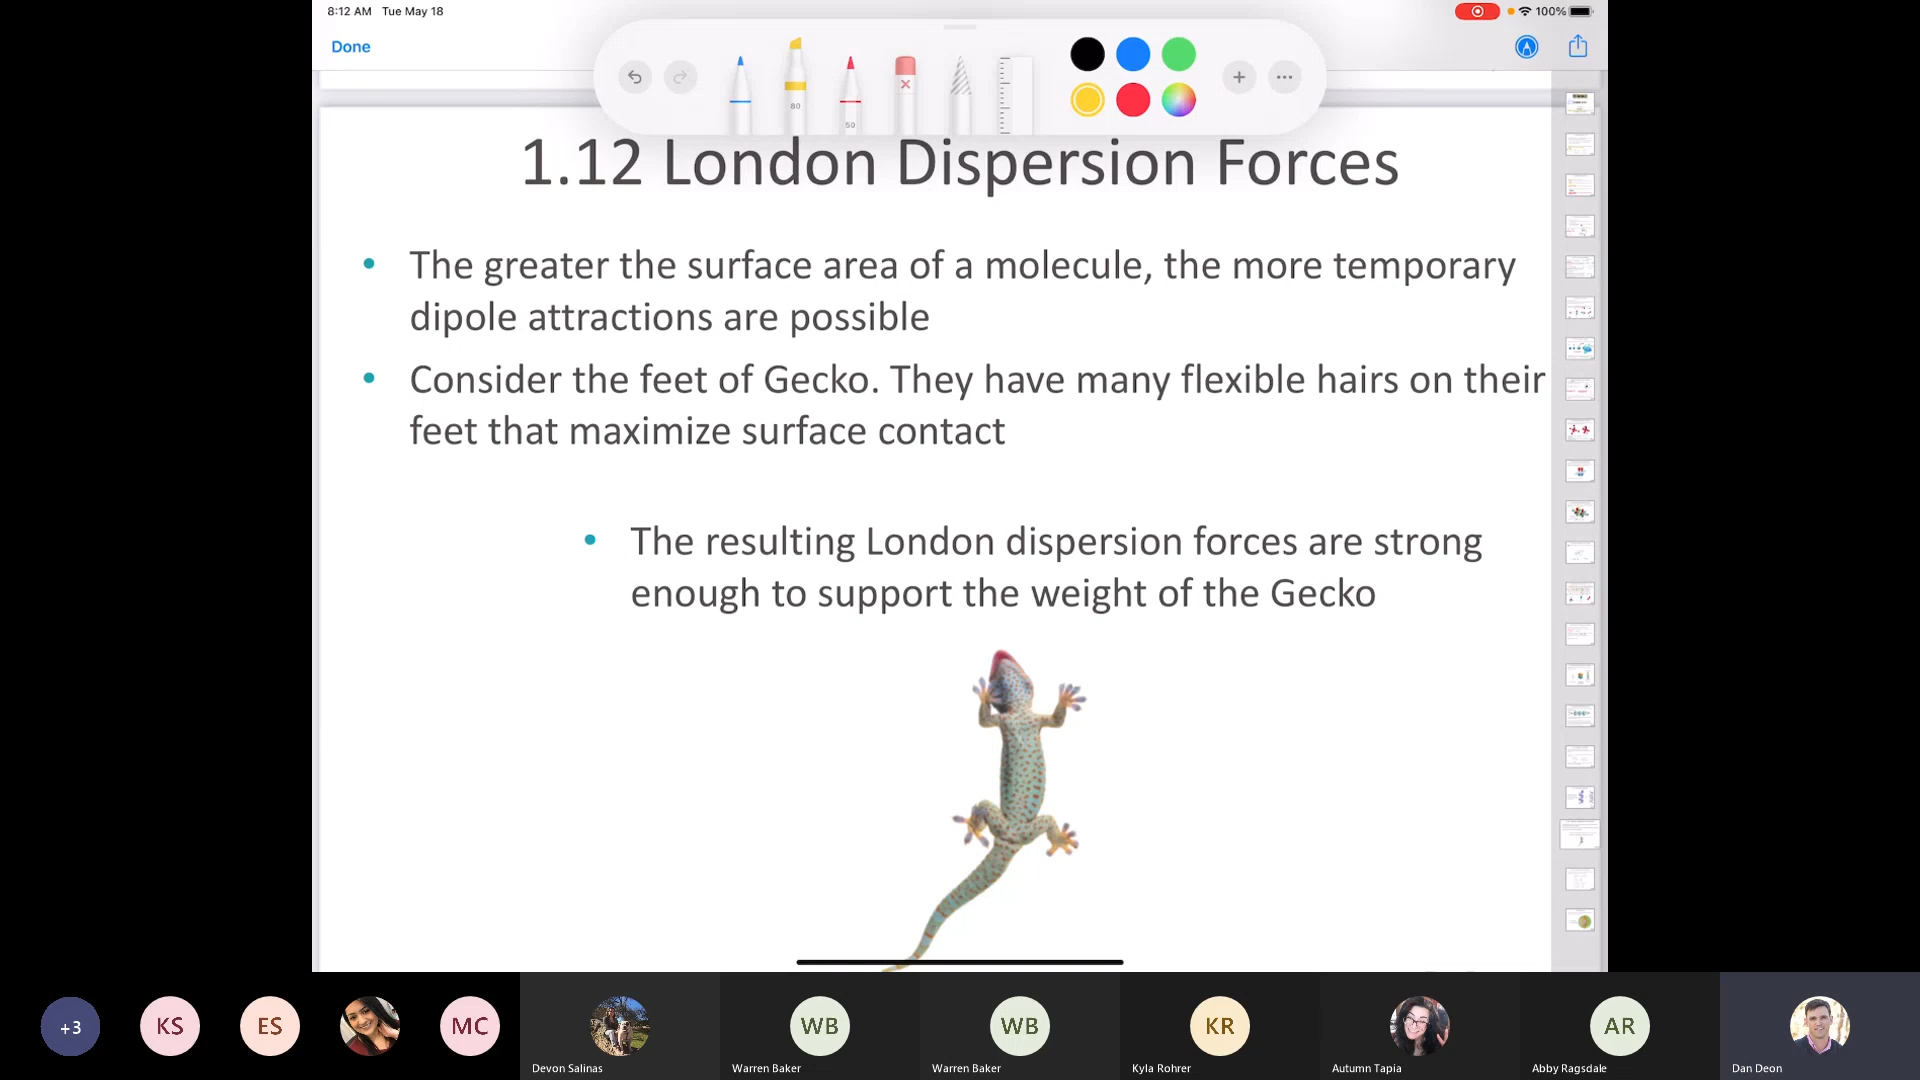 8:12 AM Tue May 18
100%
Done
80
50
1.12 London Dispersion Forces
• The greater the surface area of a molecule, the more temporary
dipole attractions are possible
• Consider the feet of Gecko. They have many flexible hairs on their
feet that maximize surface contact
• The resulting London dispersion forces are strong
enough to support the weight of the Gecko
+3
KS
ES
MC
WB
WB
KR
AR
Devon Salinas
Warren Baker
Warren Baker
Kyla Rohrer
Autumn Tapia
Abby Ragsdale
Dan Deon